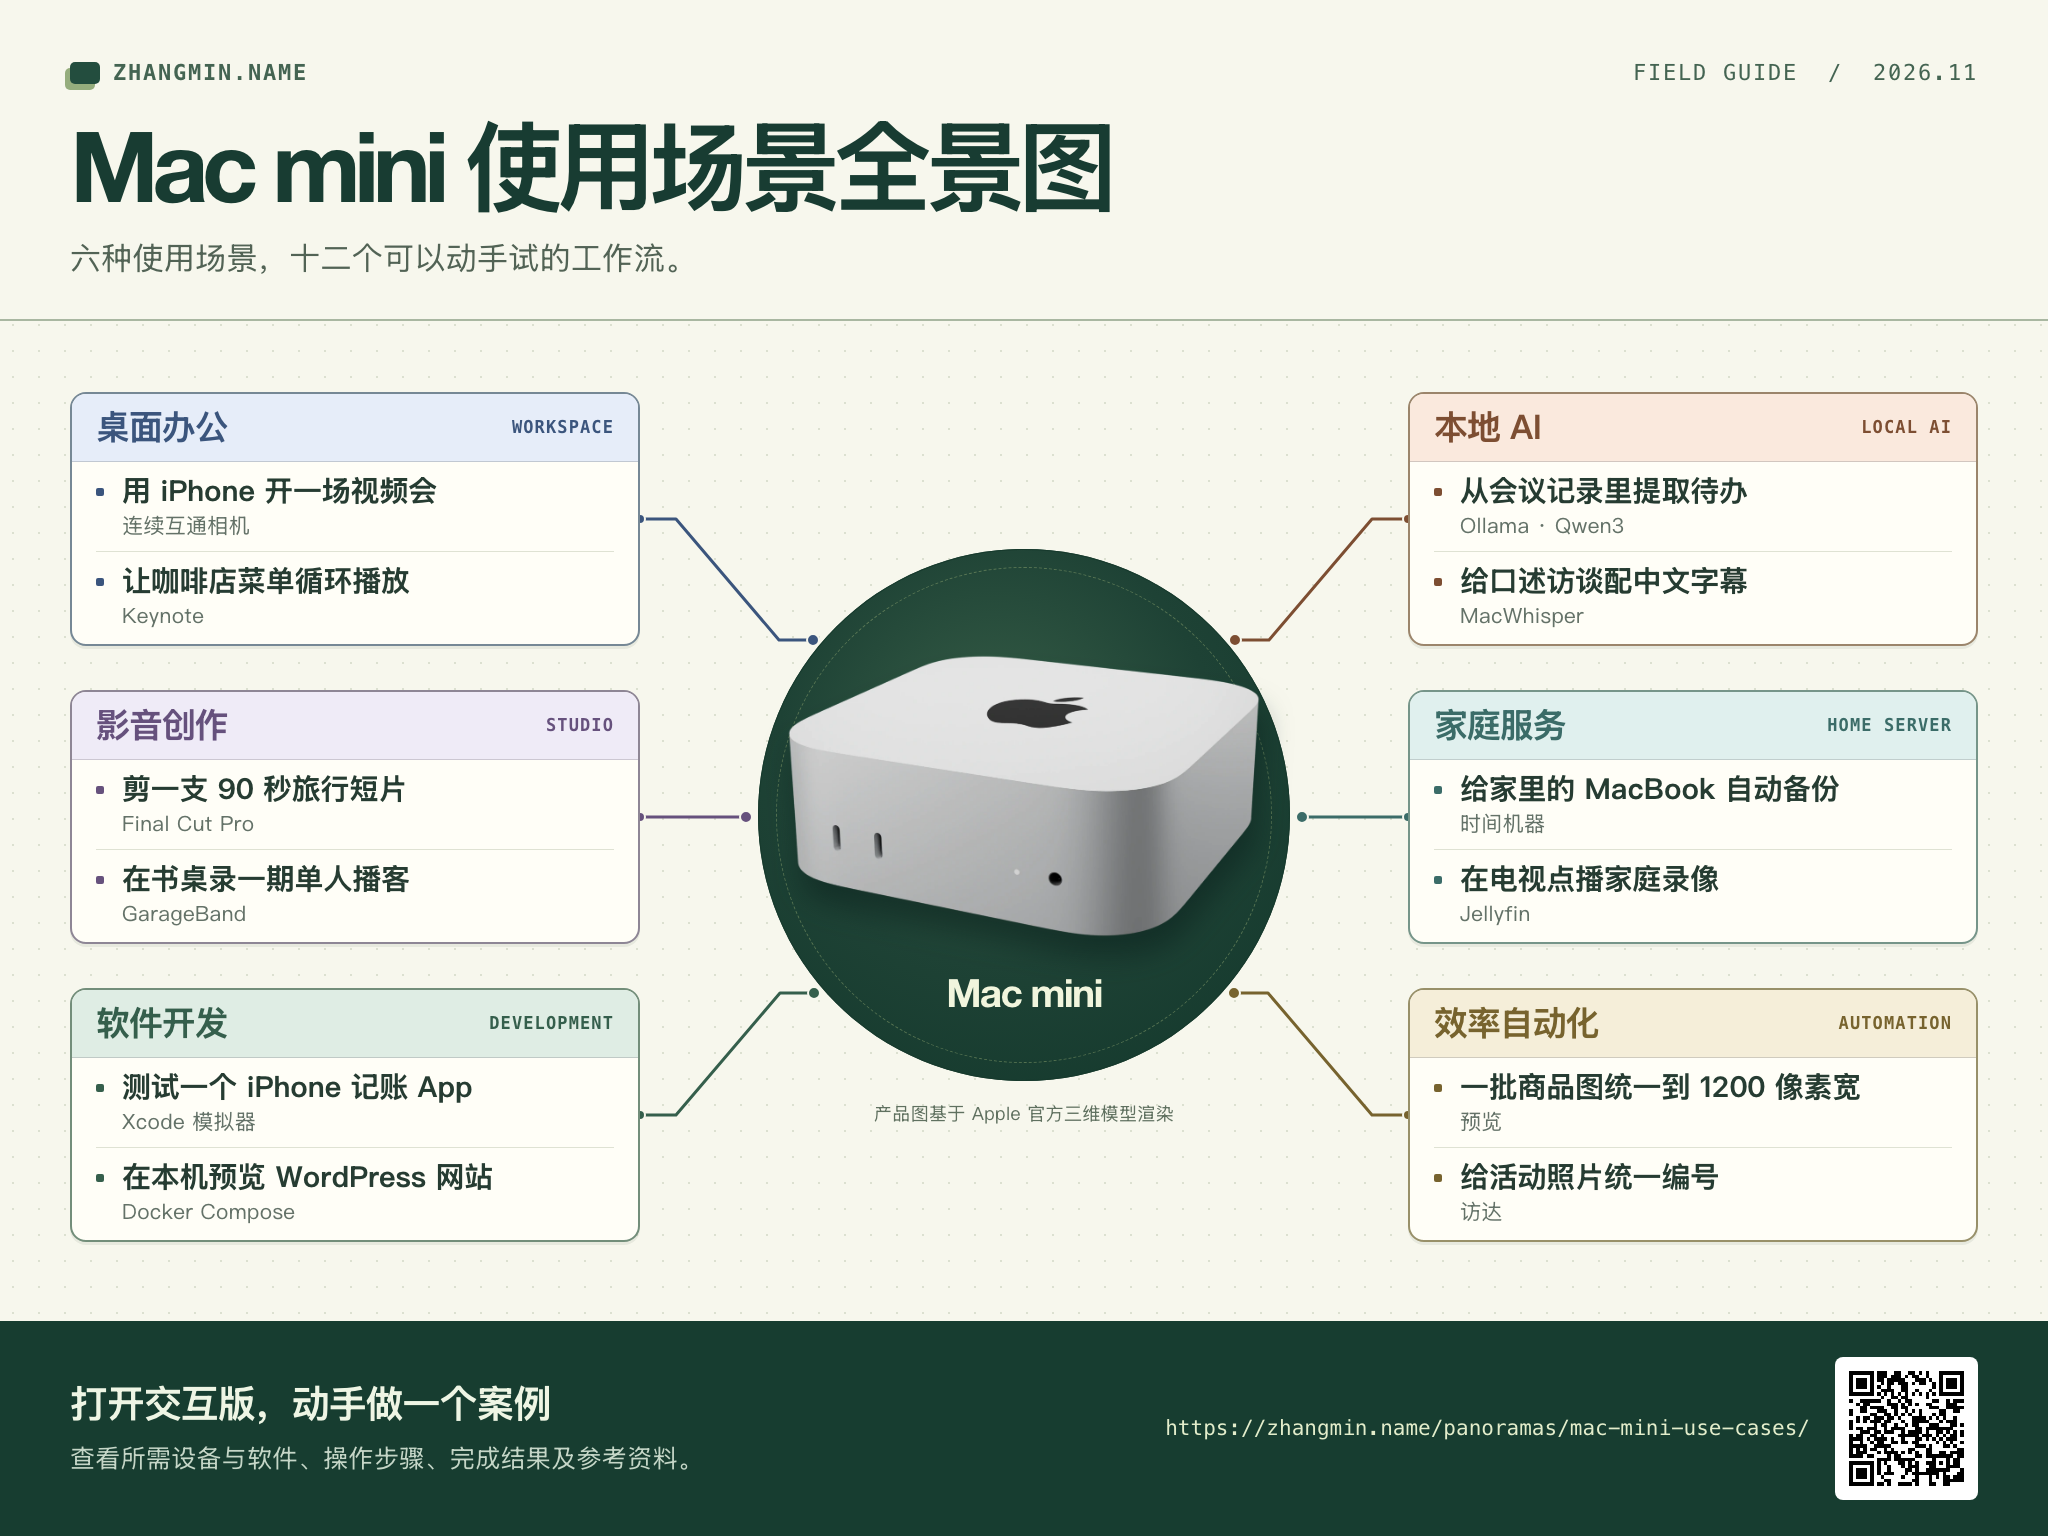 ZHANGMIN.NAME
FIELD GUIDE / 2026.11
Mac mini 使用场景全景图
六种使用场景，十二个可以动手试的工作流。
桌面办公
WORKSPACE
用 iPhone 开一场视频会
连续互通相机
让咖啡店菜单循环播放
Keynote
影音创作
STUDIO
剪一支 90 秒旅行短片
Final Cut Pro
在书桌录一期单人播客
GarageBand
软件开发
DEVELOPMENT
测试一个 iPhone 记账 App
Xcode 模拟器
在本机预览 WordPress 网站
Docker Compose
Mac mini
产品图基于 Apple 官方三维模型渲染
本地 AI
LOCAL AI
从会议记录里提取待办
Ollama · Qwen3
给口述访谈配中文字幕
MacWhisper
家庭服务
HOME SERVER
给家里的 MacBook 自动备份
时间机器
在电视点播家庭录像
Jellyfin
效率自动化
AUTOMATION
一批商品图统一到 1200 像素宽
预览
给活动照片统一编号
访达
打开交互版，动手做一个案例
查看所需设备与软件、操作步骤、完成结果及参考资料。
https://zhangmin.name/panoramas/mac-mini-use-cases/